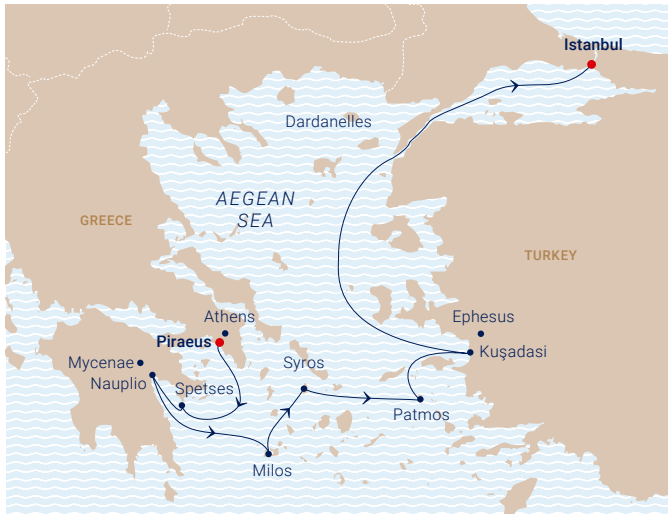 Istanbul
Dardanelles
AEGEAN
SEA
GREECE
TURKEY
Athens
Ephesus
Piraeus
Kuşadasi
Mycenae
Syros
Nauplio
Spetses
Patmos
Milos